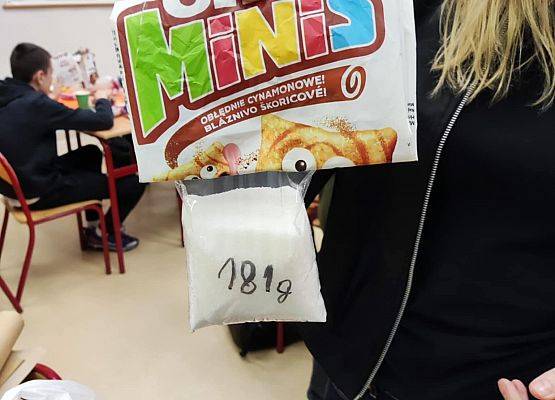 MINIS
OBŁĘDNIE CYNAMONOWE!
BLÁZNIVO ŠKORICOVÉ!
181g